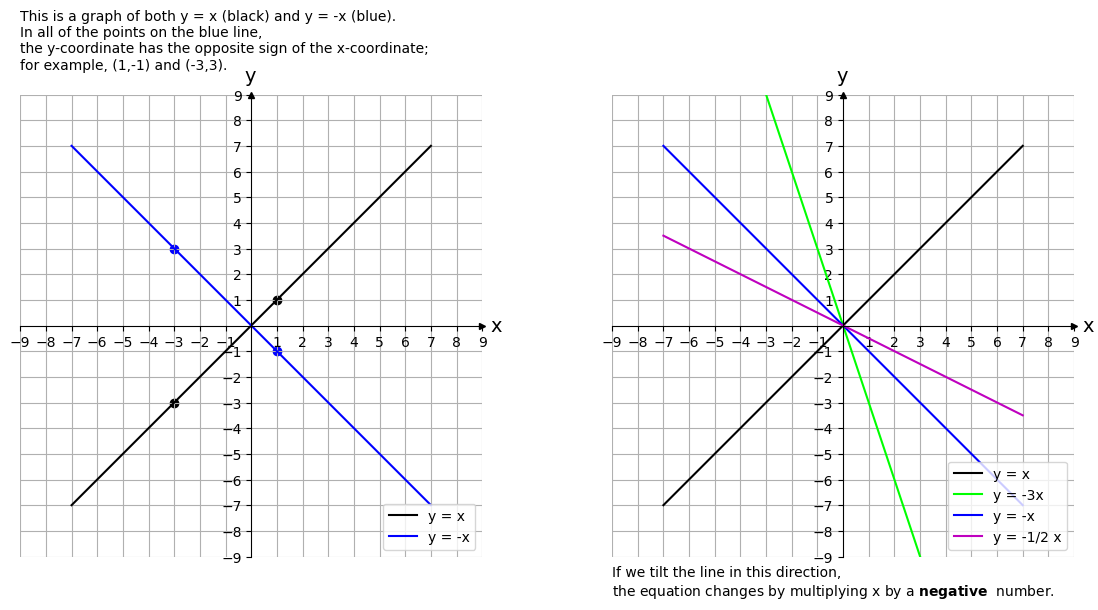 This is a graph of both y = x (black) and y = -x (blue).
In all of the points on the blue line,
the y-coordinate has the opposite sign of the x-coordinate;
for example, (1,-1) and (-3,3).
y
9
8
7
6
5
4
3
2
1
−9 −8 −7 −6 −5 −4 −3 −2 −1 1 2 3 4 5 6 7 8 9 x
−1
−2
−3
−4
−5
−6
−7
−8
−9
y = x
y = -x
y
9
8
7
6
5
4
3
2
1
−9 −8 −7 −6 −5 −4 −3 −2 −1 1 2 3 4 5 6 7 8 9 x
−1
−2
−3
−4
−5
−6
−7
−8
−9
y = x
y = -3x
y = -x
y = -1/2 x
If we tilt the line in this direction,
the equation changes by multiplying x by a negative number.